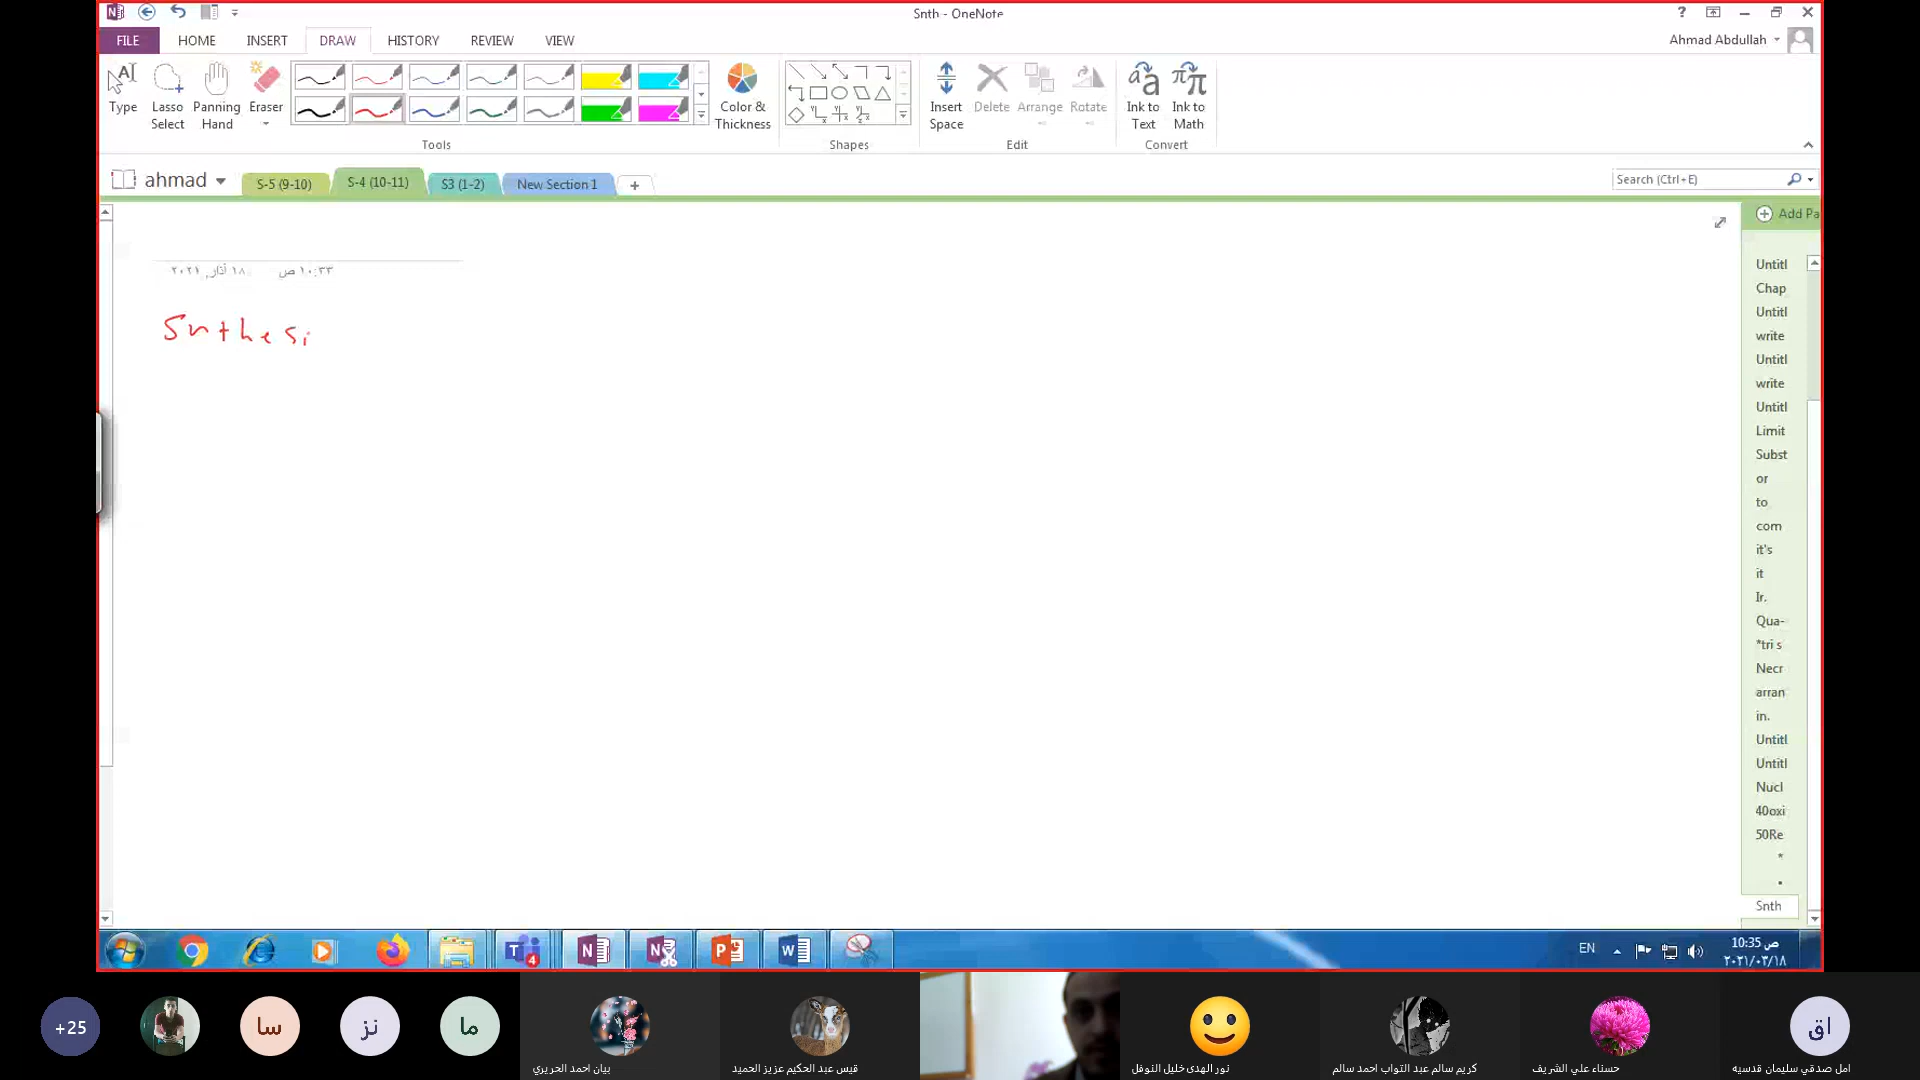 Snth - OneNote
FILE HOME INSERT DRAW HISTORY REVIEW VIEW
Ahmad Abdullah
Type
Lasso Select
Panning Hand
Eraser
Color & Thickness
Insert Space
Delete
Arrange
Rotate
Ink to Text
Ink to Math
Tools
Shapes
Edit
Convert
ahmad
S-5 (9-10)
S-4 (10-11)
S3 (1-2)
New Section 1
Search (Ctrl+E)
Add Pa
١٨ آذار, ٢٠٢١
١٠:٣٣ ص
Snthesi
Untitl
Chap
Untitl
write
Untitl
write
Untitl
Limit
Subst
or
to
com
it's
it
Ir.
Qua-
*tri s
Necr
arran
in.
Untitl
Untitl
Nucl
40oxi
50Re
*
.
Snth
4
EN
10:35 ص
٢٠٢١/٠٣/١٨
+25
سا
نز
ما
اق
بيان احمد الحريري
قيس عبد الحكيم عزيز الحميد
نور الهدى خليل النوفل
كريم سالم عبد التواب احمد سالم
حسناء علي الشريف
امل صدقي سليمان قدسيه